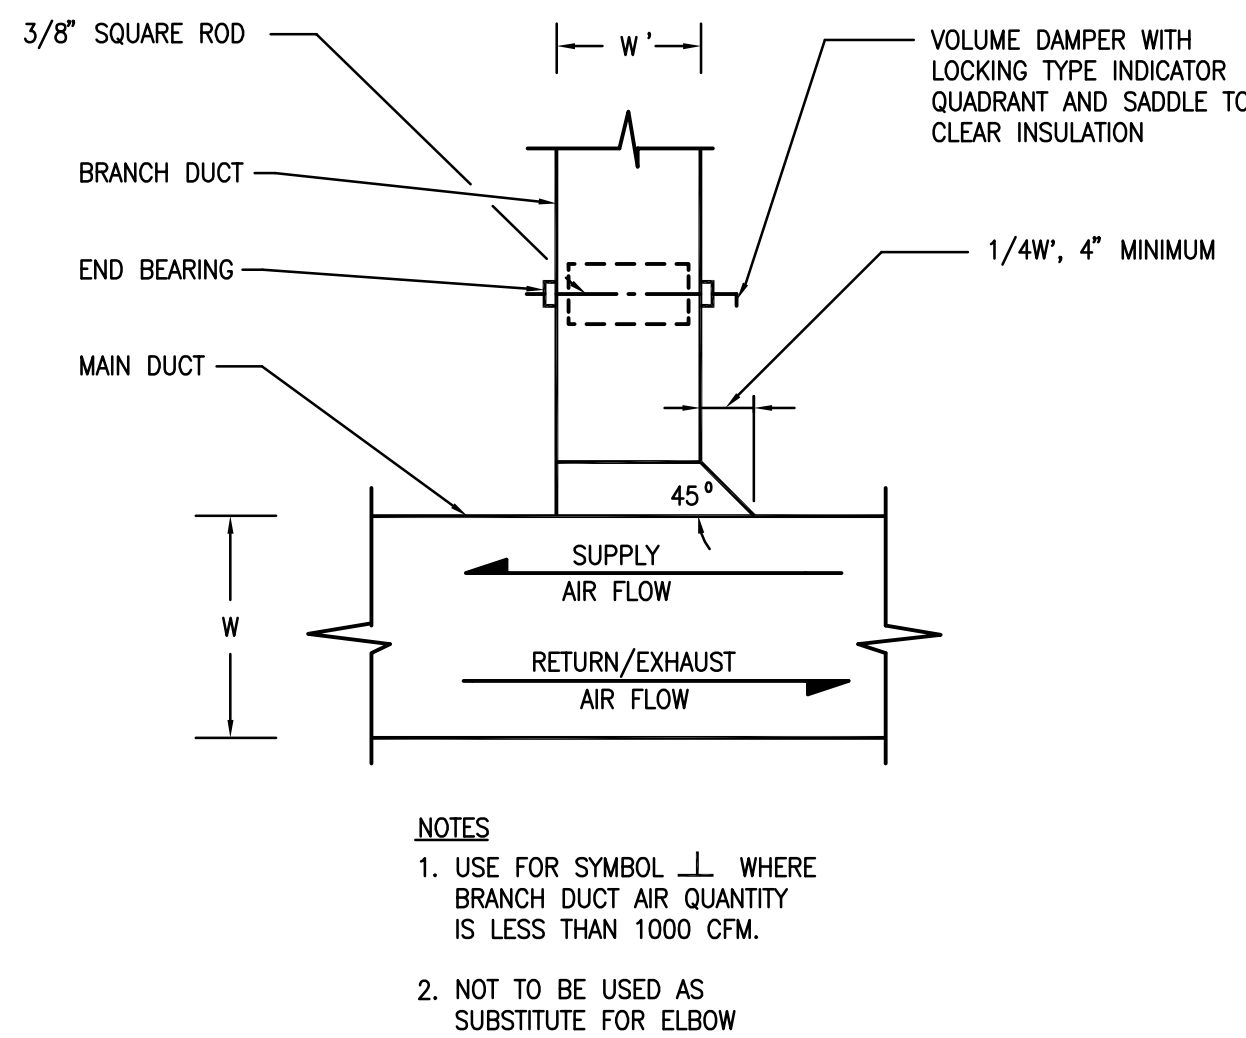 3/8" SQUARE ROD
W'
VOLUME DAMPER WITH
LOCKING TYPE INDICATOR
QUADRANT AND SADDLE TO
CLEAR INSULATION
BRANCH DUCT
1/4W', 4" MINIMUM
END BEARING
MAIN DUCT
45°
SUPPLY
AIR FLOW
W
RETURN/EXHAUST
AIR FLOW
NOTES
1. USE FOR SYMBOL ⊥ WHERE
BRANCH DUCT AIR QUANTITY
IS LESS THAN 1000 CFM.
2. NOT TO BE USED AS
SUBSTITUTE FOR ELBOW